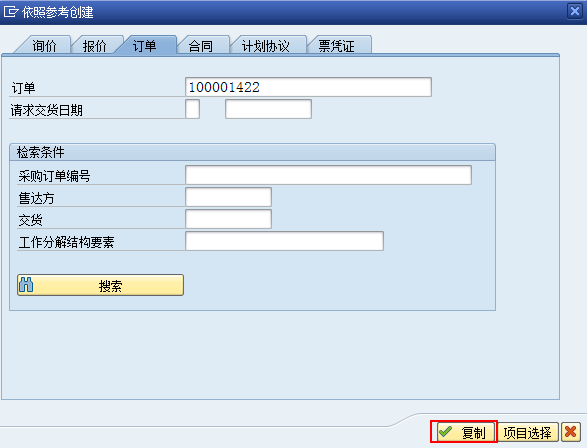 依照参考创建
询价 报价 订单 合同 计划协议 票凭证
订单 100001422
请求交货日期
检索条件
采购订单编号
售达方
交货
工作分解结构要素
搜索
复制 项目选择